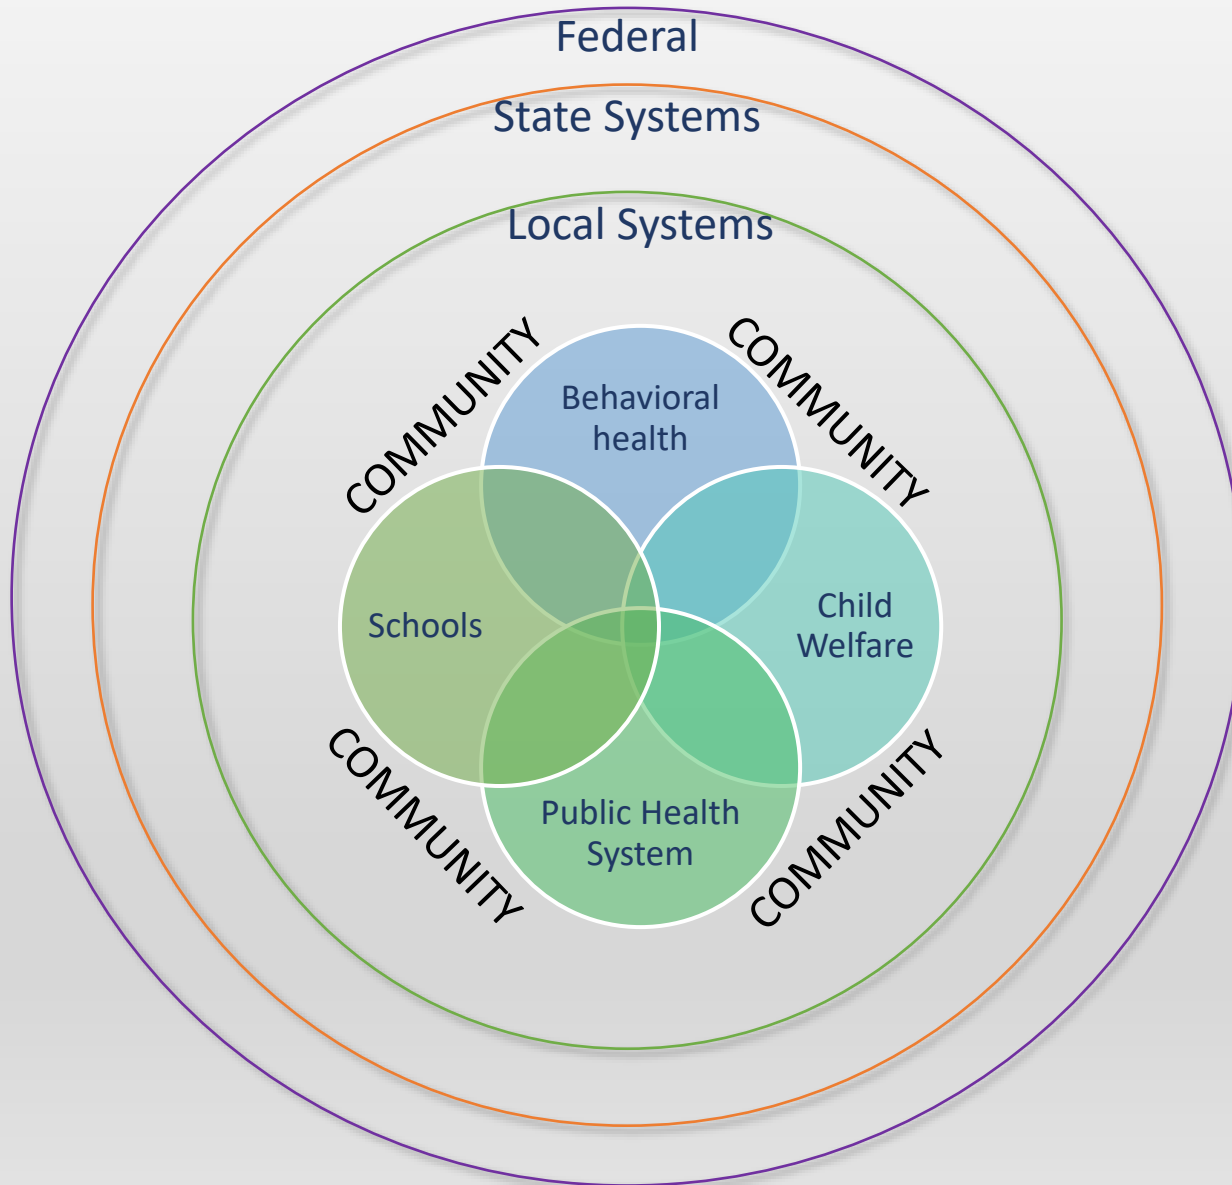 Federal
State Systems
Local Systems
COMMUNITY
COMMUNITY
Behavioral
health
Schools
Child
Welfare
COMMUNITY
COMMUNITY
Public Health
System